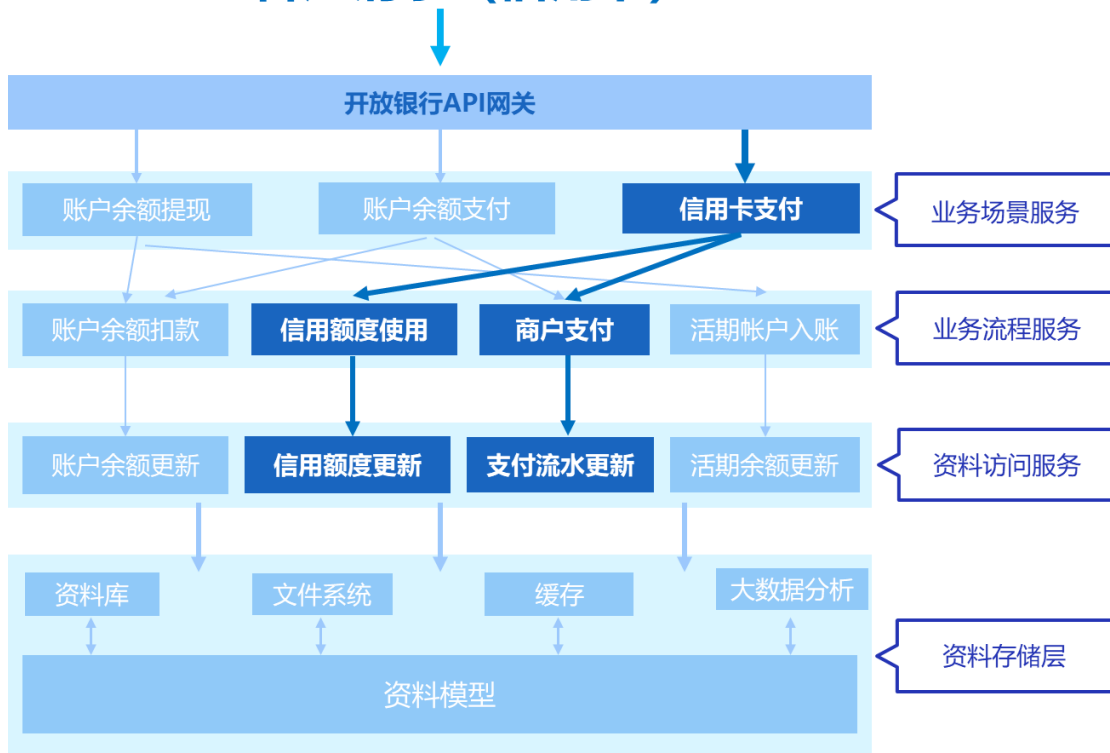 开放银行API网关
账户余额提现
账户余额支付
信用卡支付
业务场景服务
账户余额扣款
信用额度使用
商户支付
活期帐户入账
业务流程服务
账户余额更新
信用额度更新
支付流水更新
活期余额更新
资料访问服务
资料库
文件系统
缓存
大数据分析
资料存储层
资料模型